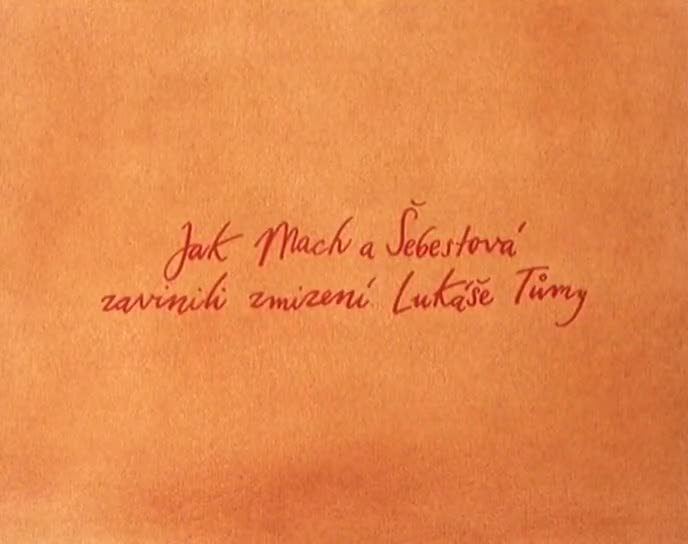 Jak Mach a Šebestová
zavinili zmizení Lukáše Tůmy